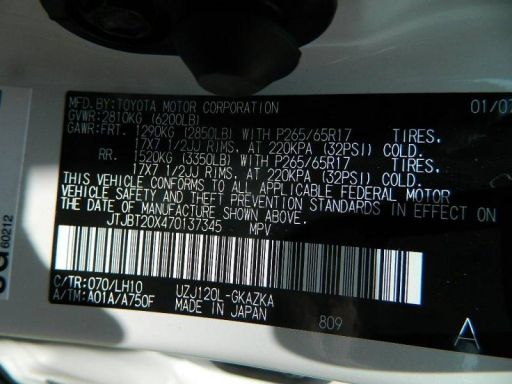 MFD.BY:TOYOTA MOTOR CORPORATION 01/07
GVWR:2810KG (6200LB)
GAWR:FRT. 1290KG (2850LB) WITH P265/65R17 TIRES,
17X7 1/2JJ RIMS, AT 220KPA (32PSI) COLD.
RR. 1520KG (3350LB) WITH P265/65R17 TIRES,
17X7 1/2JJ RIMS, AT 220KPA (32PSI) COLD.
THIS VEHICLE CONFORMS TO ALL APPLICABLE FEDERAL MOTOR
VEHICLE SAFETY AND THEFT PREVENTION STANDARDS IN EFFECT ON
THE DATE OF MANUFACTURE SHOWN ABOVE.
JTJBT20X470137345 MPV
C/TR:070/LH10 UZJ120L-GKAZKA
A/TM:A01A/A750F MADE IN JAPAN
809 A
60212